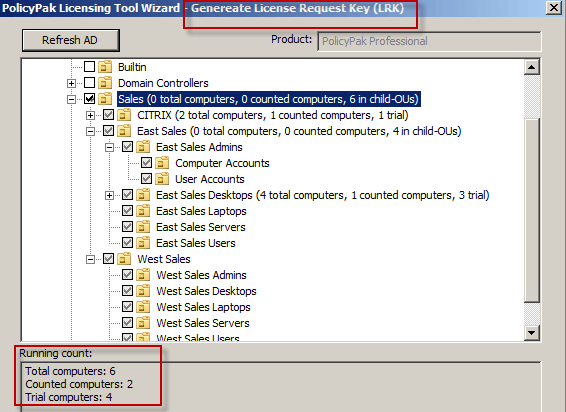 PolicyPak Licensing Tool Wizard - Genereate License Request Key (LRK)
Refresh AD Product: PolicyPak Professional
Builtin
Domain Controllers
Sales (0 total computers, 0 counted computers, 6 in child-OUs)
CITRIX (2 total computers, 1 counted computers, 1 trial)
East Sales (0 total computers, 0 counted computers, 4 in child-OUs)
East Sales Admins
Computer Accounts
User Accounts
East Sales Desktops (4 total computers, 1 counted computers, 3 trial)
East Sales Laptops
East Sales Servers
East Sales Users
West Sales
West Sales Admins
West Sales Desktops
West Sales Laptops
West Sales Servers
West Sales Users
Running count:
Total computers: 6
Counted computers: 2
Trial computers: 4